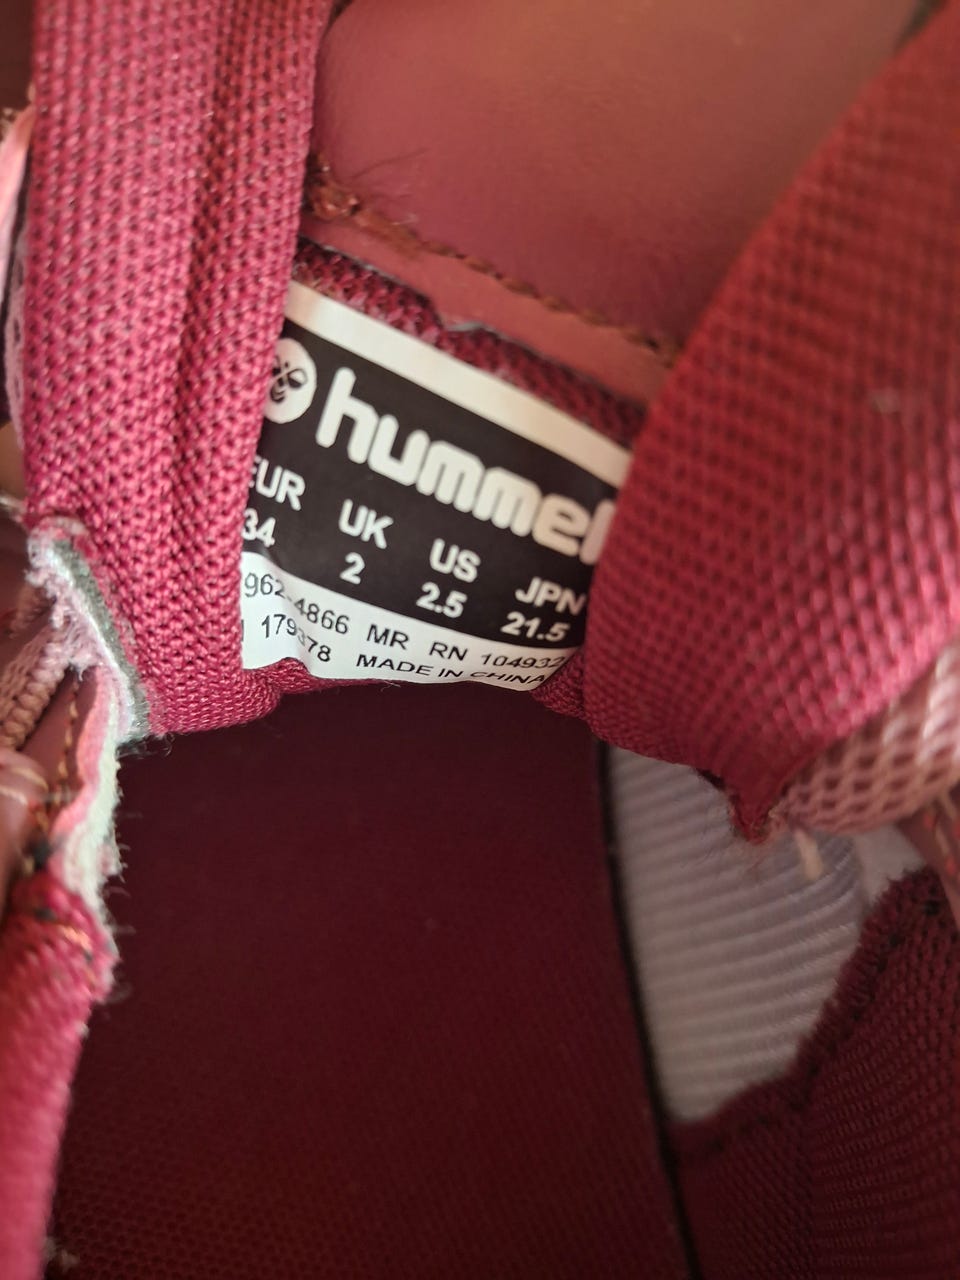 hummel
EUR UK US JPN
34 2 2.5 21.5
962-4866 MR RN 104932
179378 MADE IN CHINA